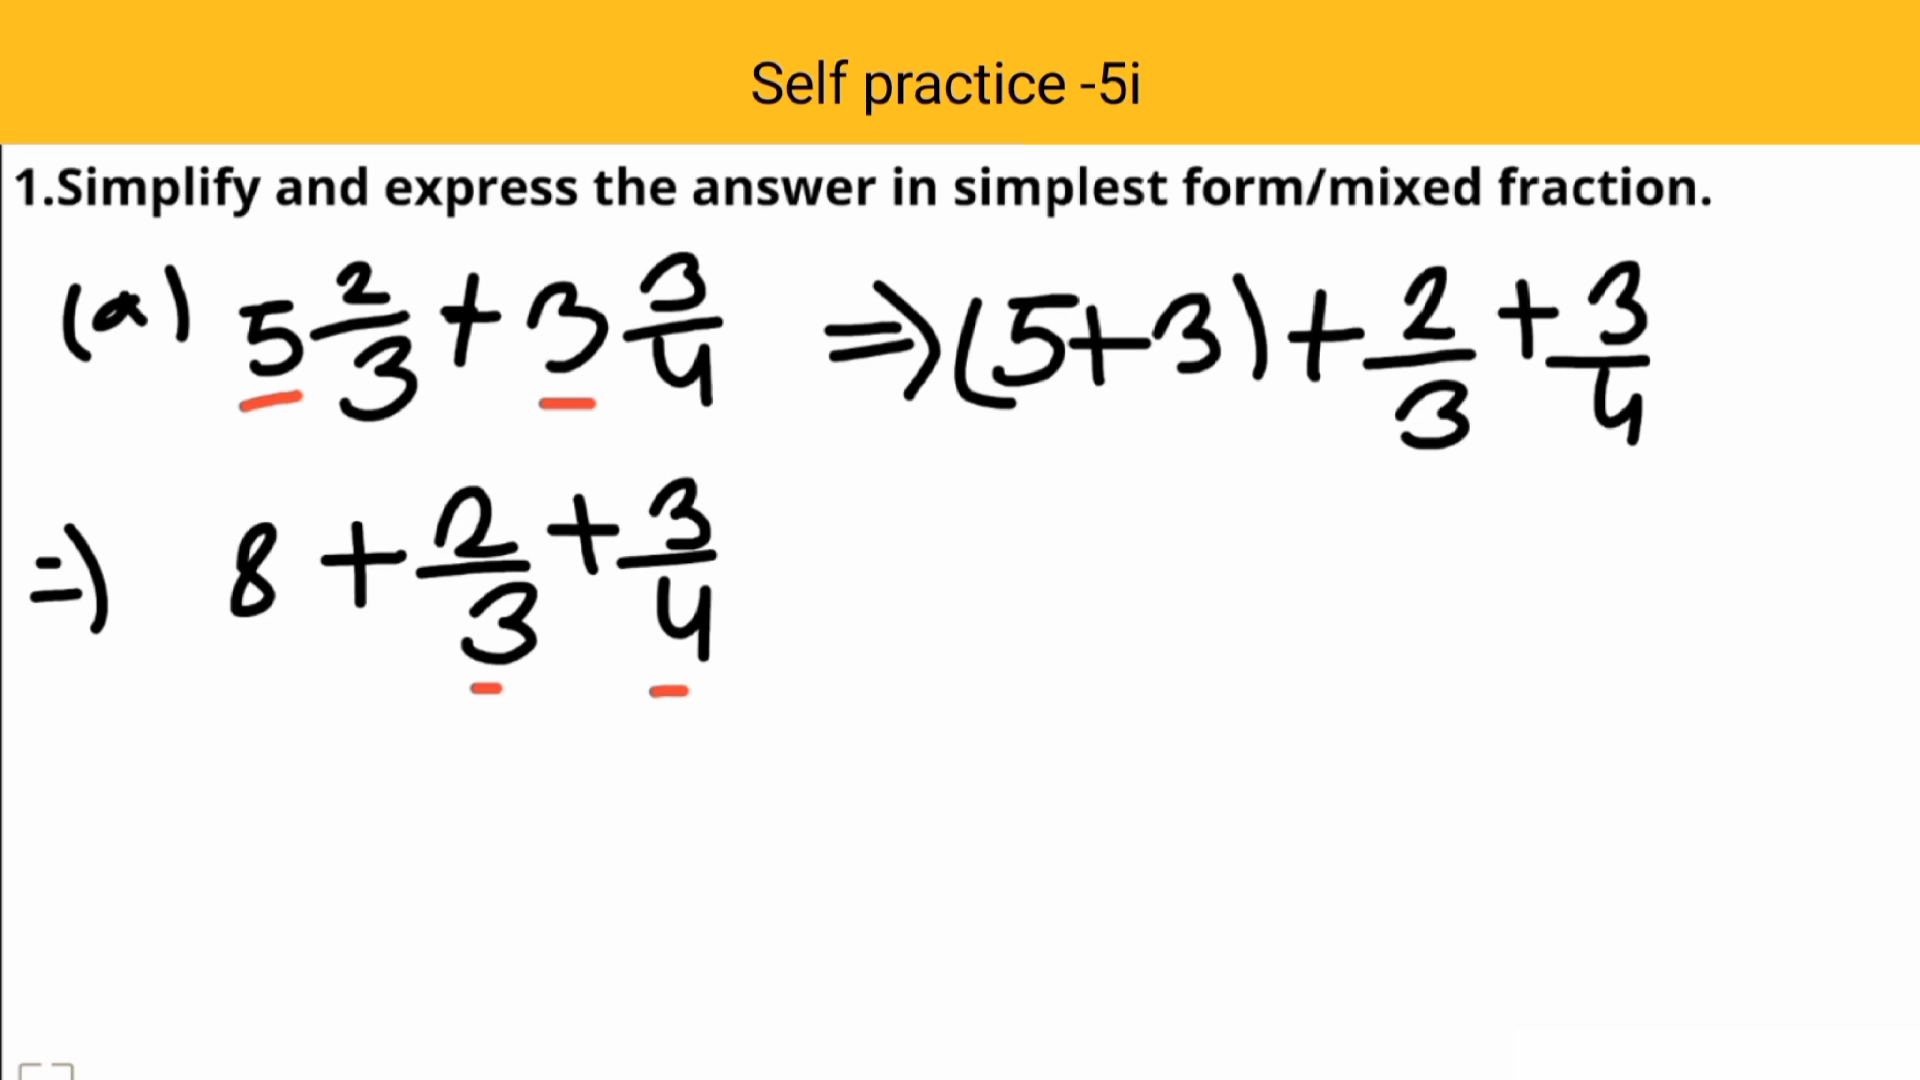 Self practice -5i
1.Simplify and express the answer in simplest form/mixed fraction.
(a) 5 2/3 + 3 3/4 ⇒ (5+3) + 2/3 + 3/4
⇒ 8 + 2/3 + 3/4